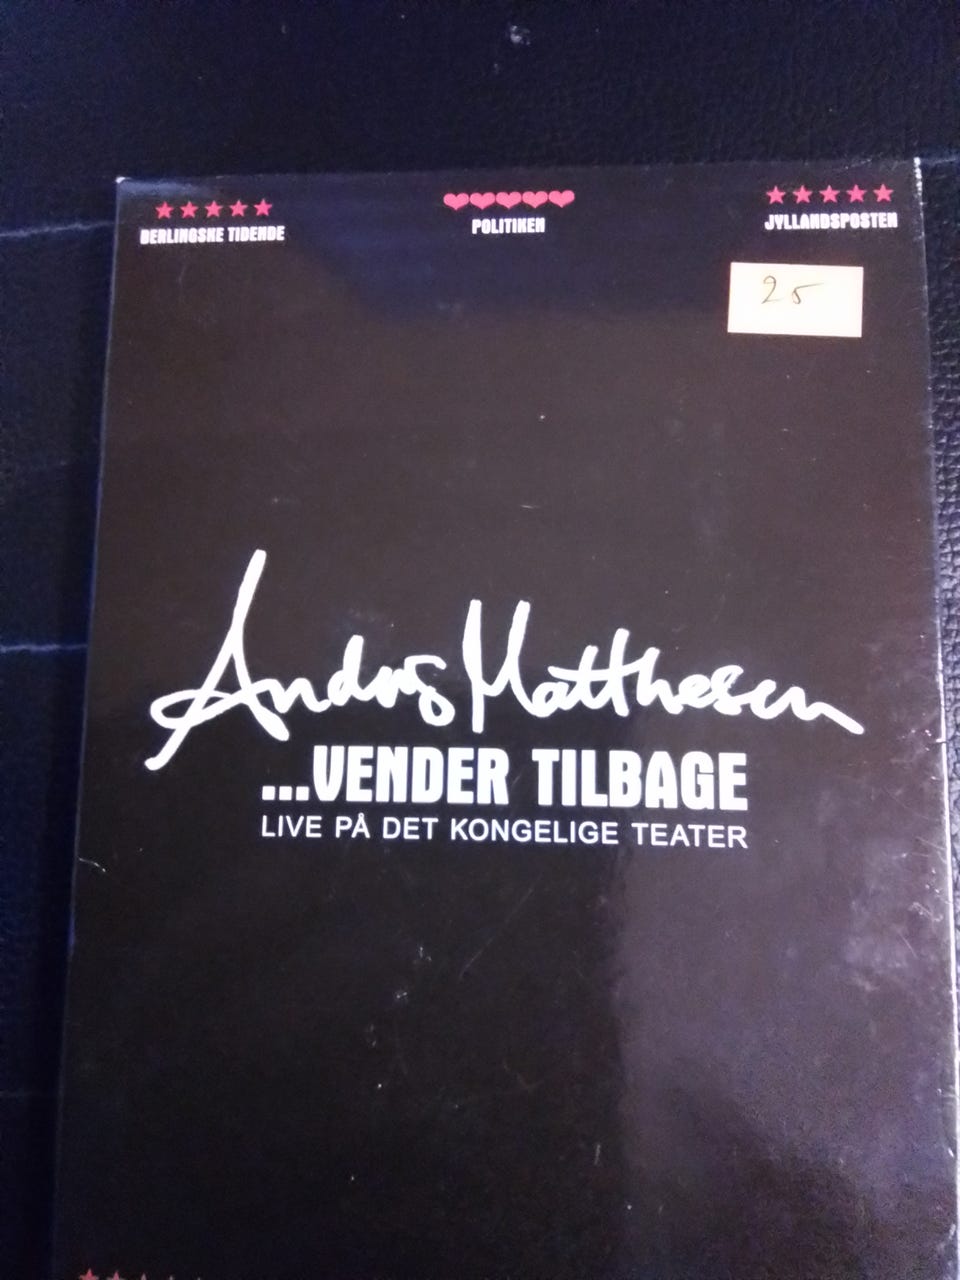 BERLINGSKE TIDENDE
POLITIKEN
JYLLANDSPOSTEN
25
Anders Matthesen
...VENDER TILBAGE
LIVE PÅ DET KONGELIGE TEATER